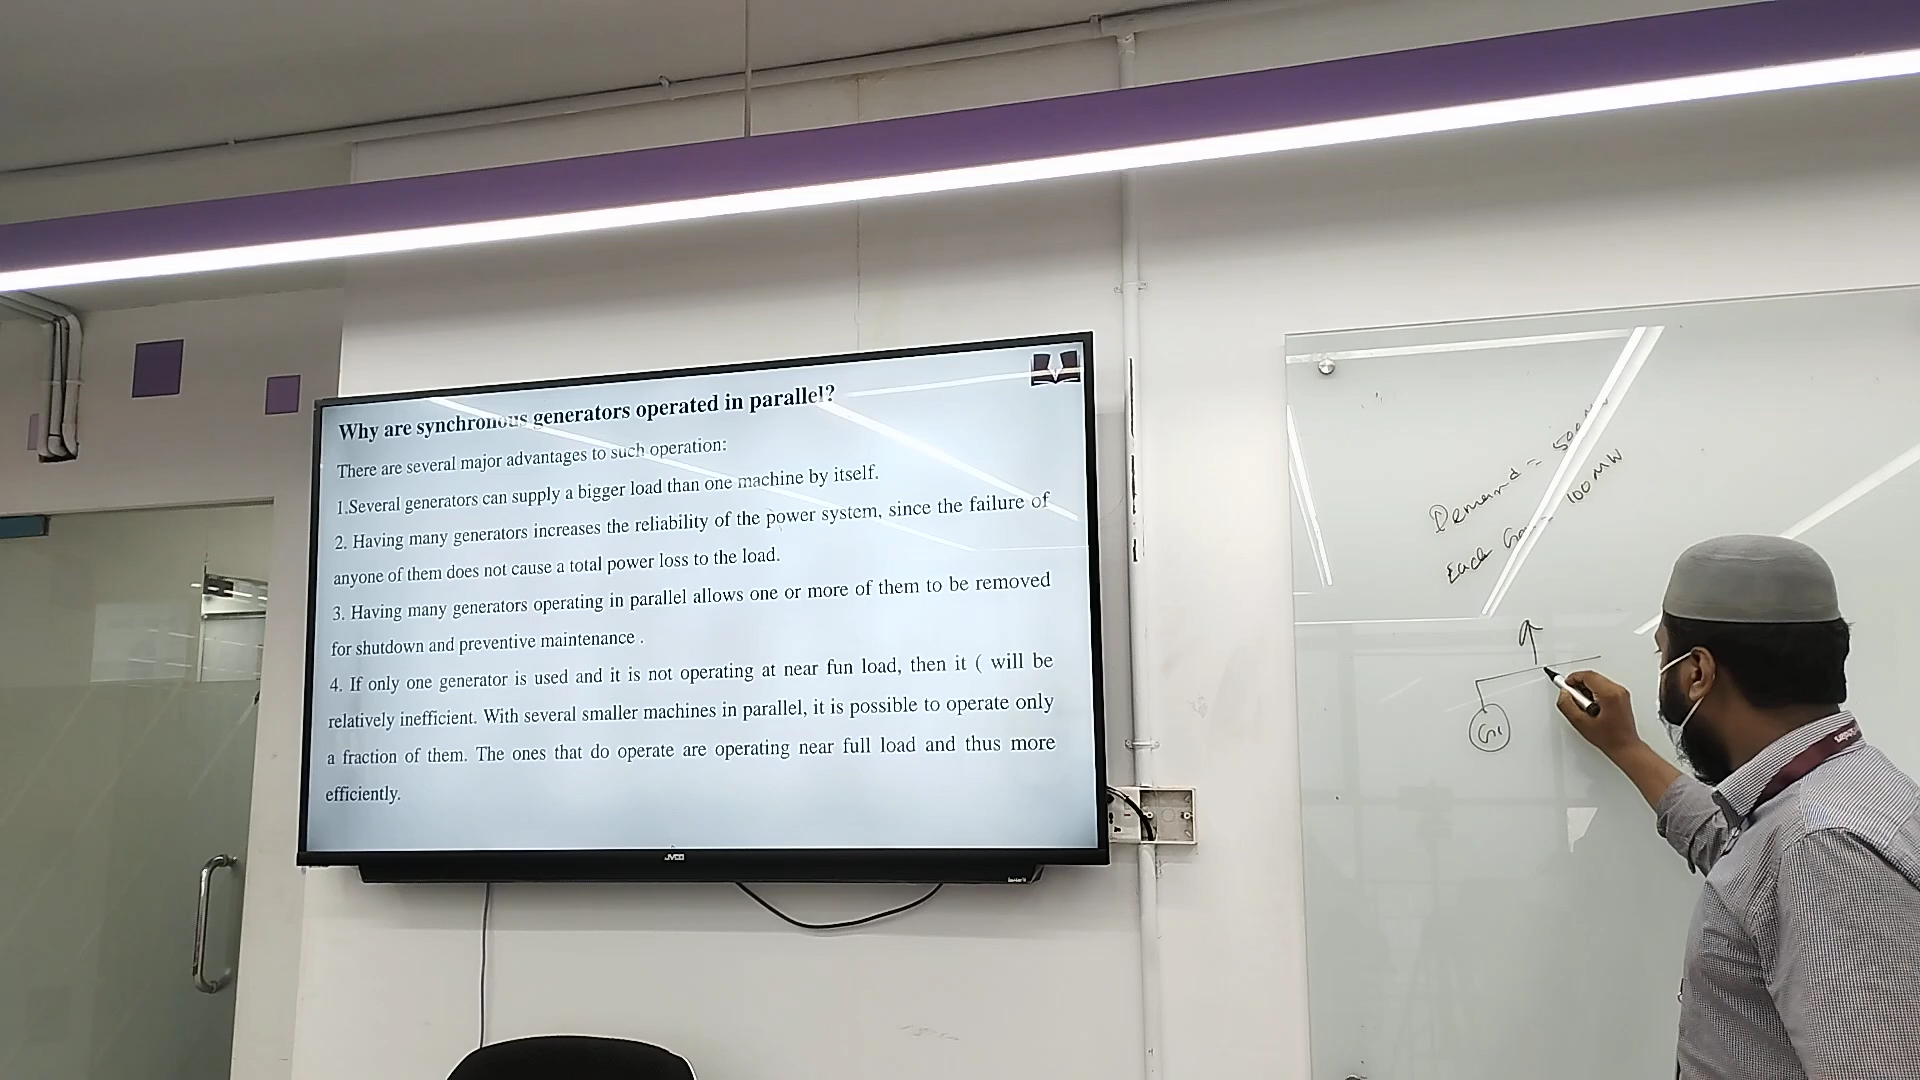 Why are synchronous generators operated in parallel?
There are several major advantages to such operation:
1.Several generators can supply a bigger load than one machine by itself.
2. Having many generators increases the reliability of the power system, since the failure of
anyone of them does not cause a total power loss to the load.
3. Having many generators operating in parallel allows one or more of them to be removed
for shutdown and preventive maintenance .
4. If only one generator is used and it is not operating at near fun load, then it ( will be
relatively inefficient. With several smaller machines in parallel, it is possible to operate only
a fraction of them. The ones that do operate are operating near full load and thus more
efficiently.
JVCO
Demand = 500 MW
Each Gen = 100 MW
G1